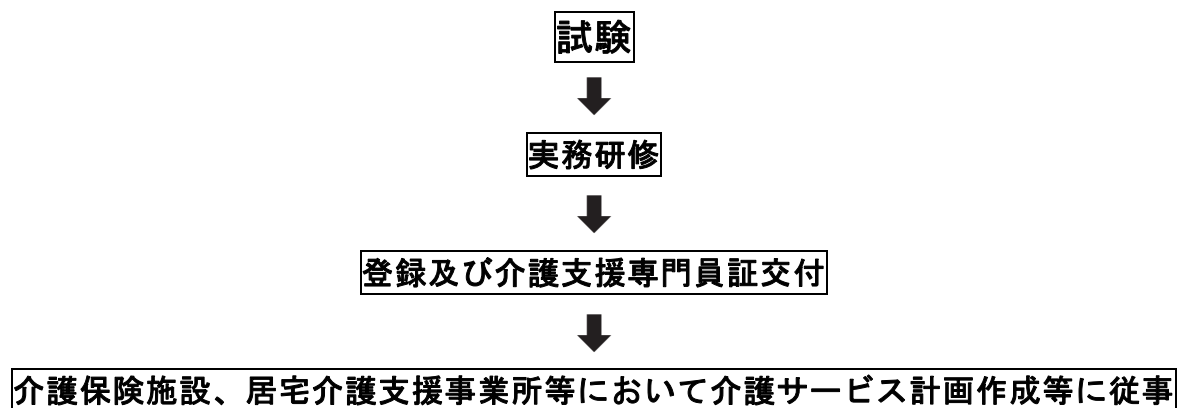 試験
実務研修
登録及び介護支援専門員証交付
介護保険施設、居宅介護支援事業所等において介護サービス計画作成等に従事